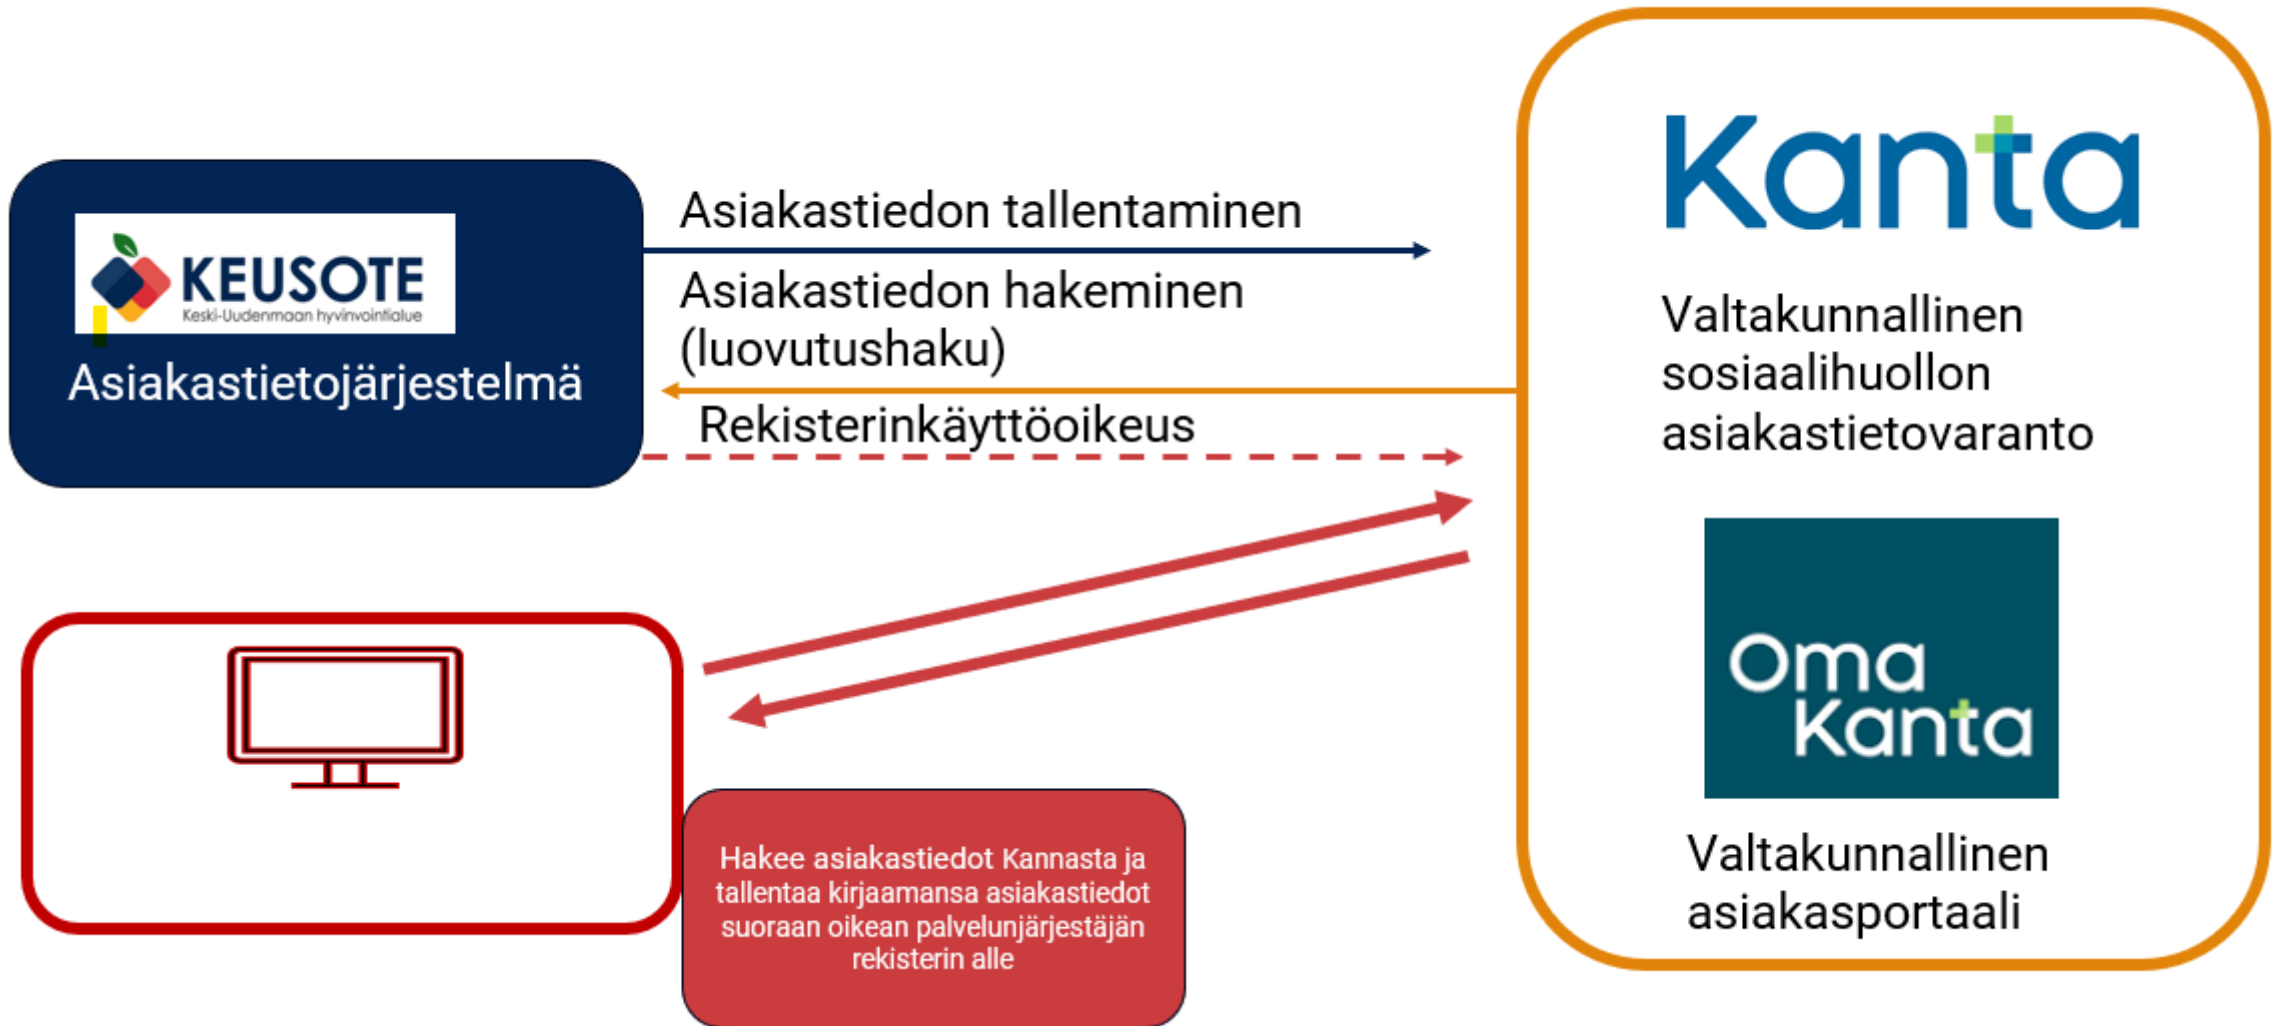 KEUSOTE
Keski-Uudenmaan hyvinvointialue
Asiakastietojärjestelmä
Asiakastiedon tallentaminen
Asiakastiedon hakeminen
(luovutushaku)
Rekisterinkäyttöoikeus
Hakee asiakastiedot Kannasta ja
tallentaa kirjaamansa asiakastiedot
suoraan oikean palvelunjärjestäjän
rekisterin alle
Kanta
Valtakunnallinen
sosiaalihuollon
asiakastietovaranto
Oma
Kanta
Valtakunnallinen
asiakasportaali